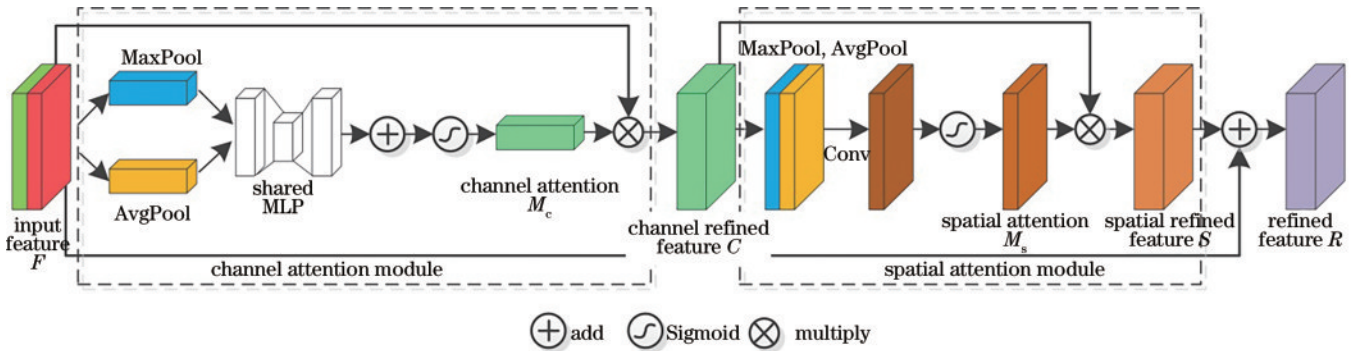 MaxPool
MaxPool, AvgPool
Conv
AvgPool
shared
MLP
channel attention
M_c
input
feature F
channel refined
feature C
spatial attention
M_s
spatial refined
feature S
refined
feature R
channel attention module
spatial attention module
add
Sigmoid
multiply